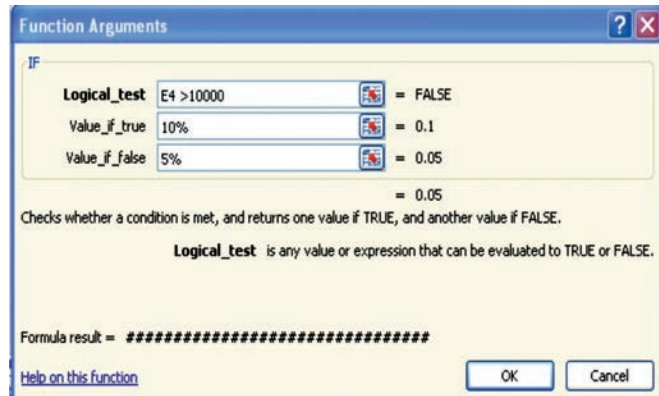 Function Arguments
IF
Logical_test E4 >10000 = FALSE
Value_if_true 10% = 0.1
Value_if_false 5% = 0.05
= 0.05
Checks whether a condition is met, and returns one value if TRUE, and another value if FALSE.
Logical_test is any value or expression that can be evaluated to TRUE or FALSE.
Formula result = ################################
Help on this function OK Cancel